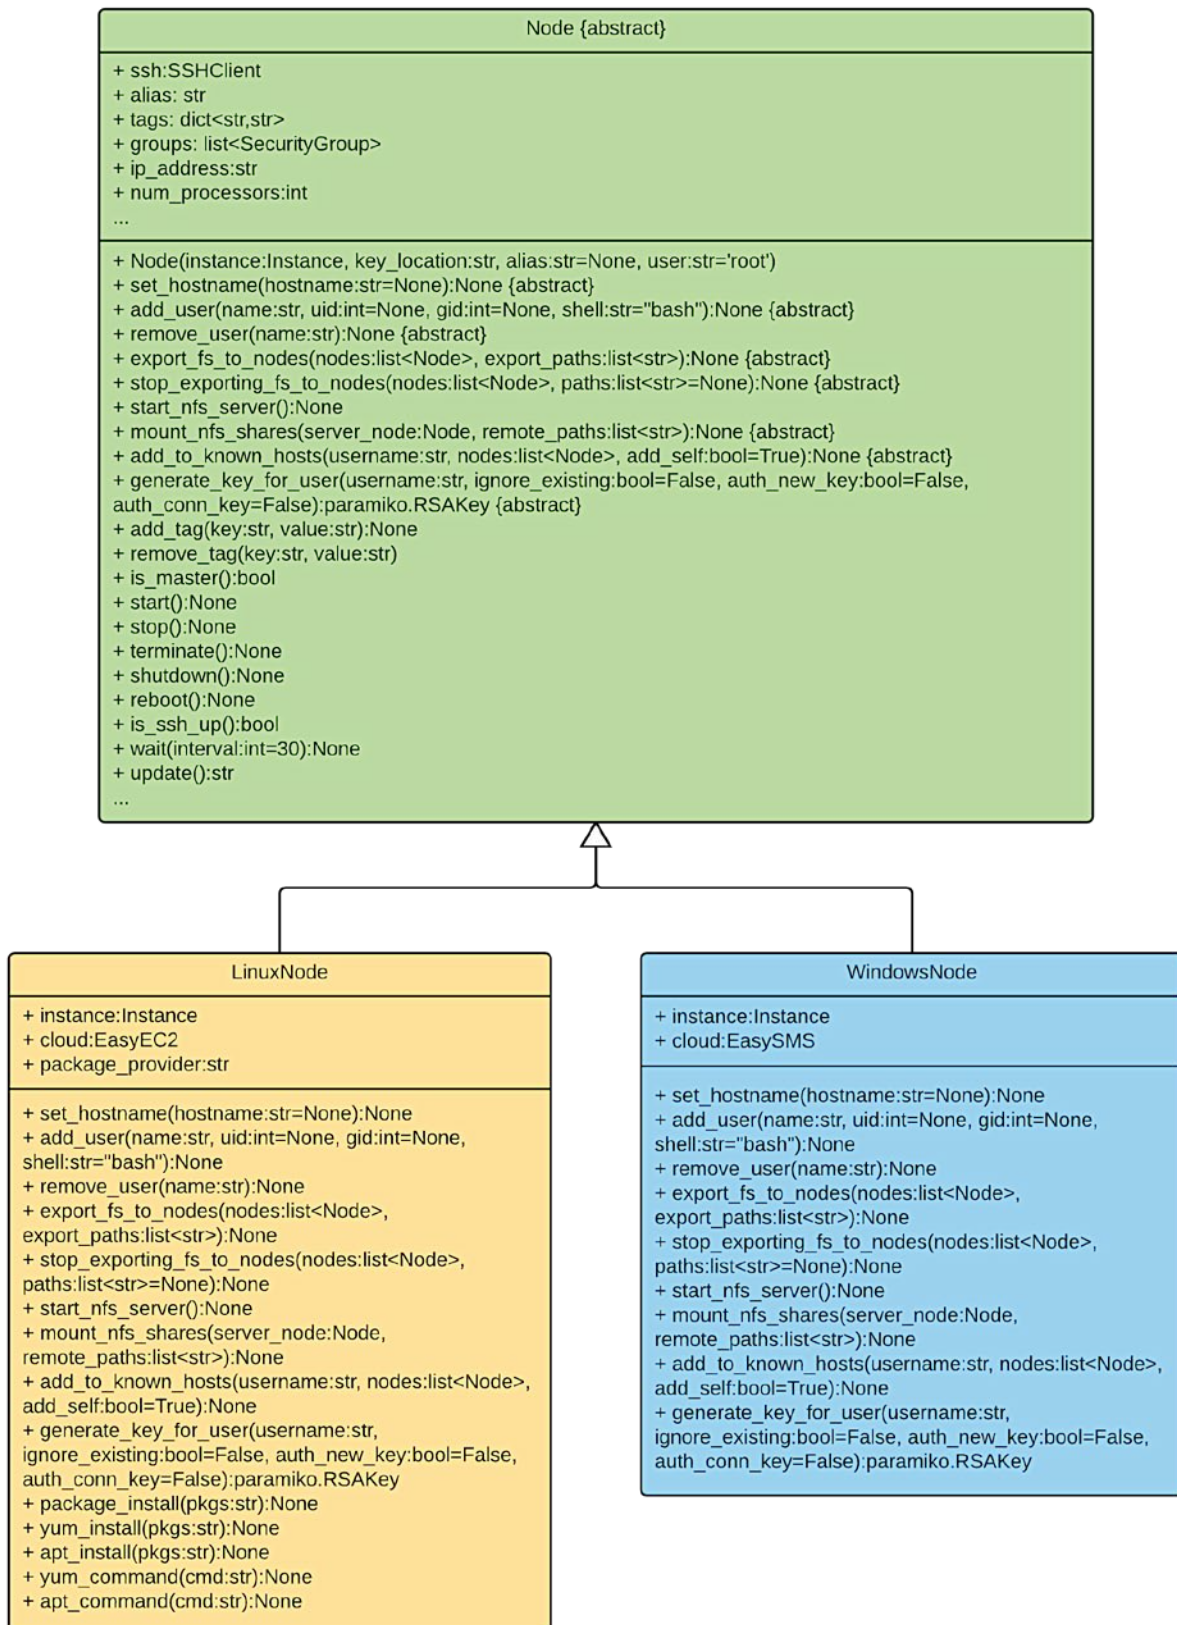 Node {abstract}
+ ssh:SSHClient
+ alias: str
+ tags: dict<str,str>
+ groups: list<SecurityGroup>
+ ip_address:str
+ num_processors:int
...
+ Node(instance:Instance, key_location:str, alias:str=None, user:str='root')
+ set_hostname(hostname:str=None):None {abstract}
+ add_user(name:str, uid:int=None, gid:int=None, shell:str="bash"):None {abstract}
+ remove_user(name:str):None {abstract}
+ export_fs_to_nodes(nodes:list<Node>, export_paths:list<str>):None {abstract}
+ stop_exporting_fs_to_nodes(nodes:list<Node>, paths:list<str>=None):None {abstract}
+ start_nfs_server():None
+ mount_nfs_shares(server_node:Node, remote_paths:list<str>):None {abstract}
+ add_to_known_hosts(username:str, nodes:list<Node>, add_self:bool=True):None {abstract}
+ generate_key_for_user(username:str, ignore_existing:bool=False, auth_new_key:bool=False,
auth_conn_key=False):paramiko.RSAKey {abstract}
+ add_tag(key:str, value:str):None
+ remove_tag(key:str, value:str)
+ is_master():bool
+ start():None
+ stop():None
+ terminate():None
+ shutdown():None
+ reboot():None
+ is_ssh_up():bool
+ wait(interval:int=30):None
+ update():str
...
LinuxNode
+ instance:Instance
+ cloud:EasyEC2
+ package_provider:str
+ set_hostname(hostname:str=None):None
+ add_user(name:str, uid:int=None, gid:int=None,
shell:str="bash"):None
+ remove_user(name:str):None
+ export_fs_to_nodes(nodes:list<Node>,
export_paths:list<str>):None
+ stop_exporting_fs_to_nodes(nodes:list<Node>,
paths:list<str>=None):None
+ start_nfs_server():None
+ mount_nfs_shares(server_node:Node,
remote_paths:list<str>):None
+ add_to_known_hosts(username:str, nodes:list<Node>,
add_self:bool=True):None
+ generate_key_for_user(username:str,
ignore_existing:bool=False, auth_new_key:bool=False,
auth_conn_key=False):paramiko.RSAKey
+ package_install(pkgs:str):None
+ yum_install(pkgs:str):None
+ apt_install(pkgs:str):None
+ yum_command(cmd:str):None
+ apt_command(cmd:str):None
WindowsNode
+ instance:Instance
+ cloud:EasySMS
+ set_hostname(hostname:str=None):None
+ add_user(name:str, uid:int=None, gid:int=None,
shell:str="bash"):None
+ remove_user(name:str):None
+ export_fs_to_nodes(nodes:list<Node>,
export_paths:list<str>):None
+ stop_exporting_fs_to_nodes(nodes:list<Node>,
paths:list<str>=None):None
+ start_nfs_server():None
+ mount_nfs_shares(server_node:Node,
remote_paths:list<str>):None
+ add_to_known_hosts(username:str, nodes:list<Node>,
add_self:bool=True):None
+ generate_key_for_user(username:str,
ignore_existing:bool=False, auth_new_key:bool=False,
auth_conn_key=False):paramiko.RSAKey